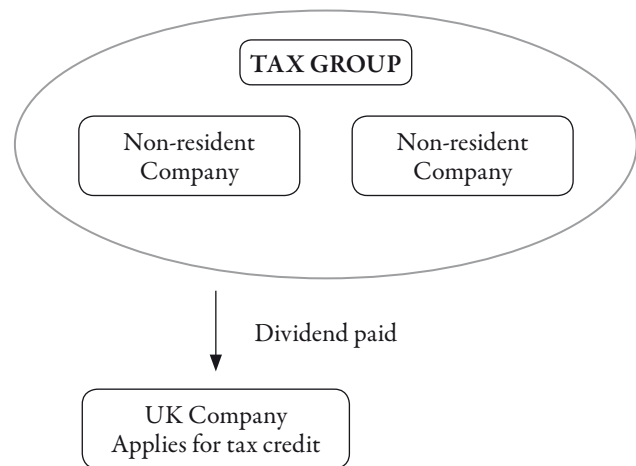 TAX GROUP
Non-resident
Company
Non-resident
Company
Dividend paid
UK Company
Applies for tax credit